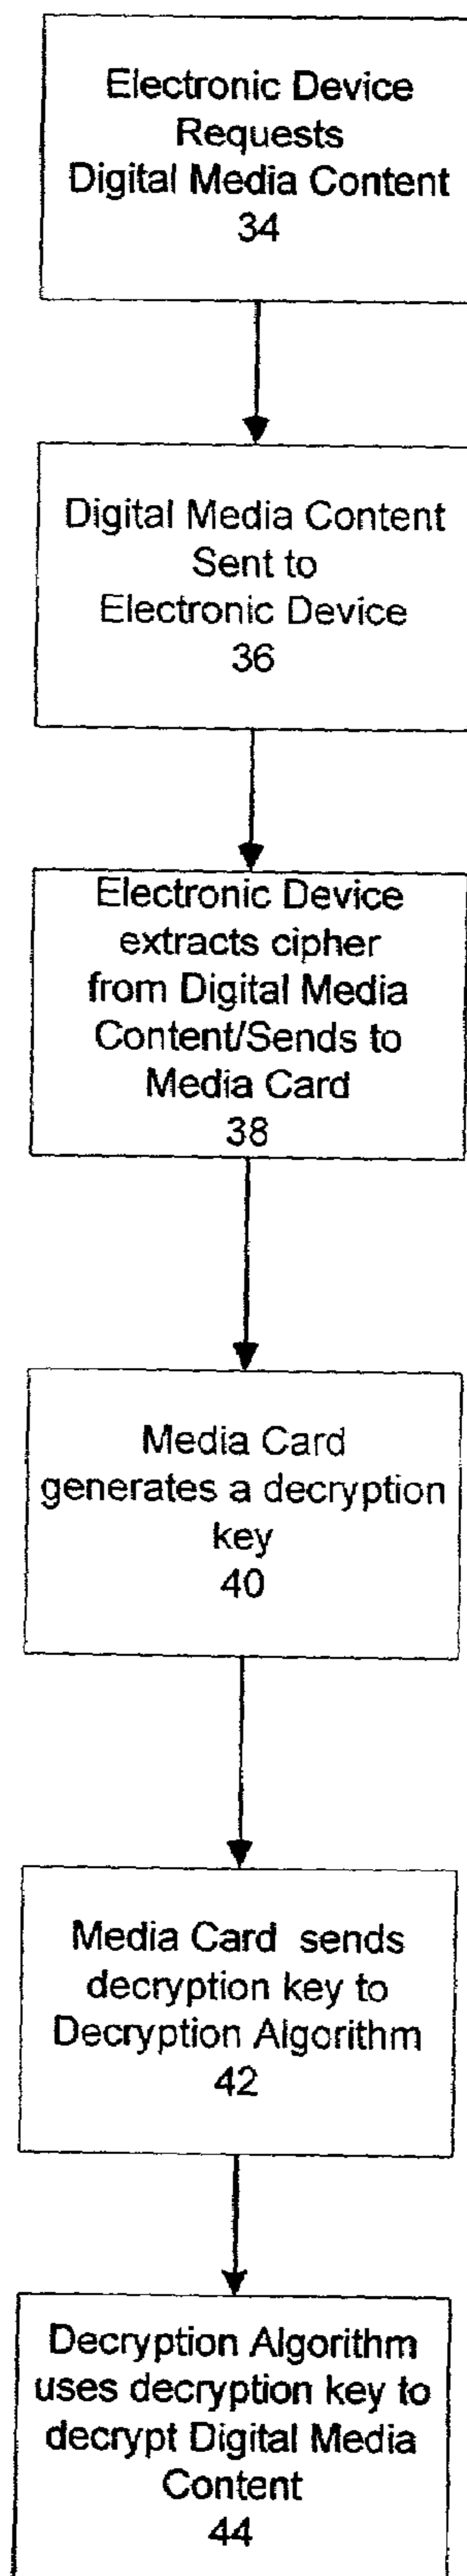 Electronic Device
Requests
Digital Media Content
34
Digital Media Content
Sent to
Electronic Device
36
Electronic Device
extracts cipher
from Digital Media
Content/Sends to
Media Card
38
Media Card
generates a decryption
key
40
Media Card sends
decryption key to
Decryption Algorithm
42
Decryption Algorithm
uses decryption key to
decrypt Digital Media
Content
44